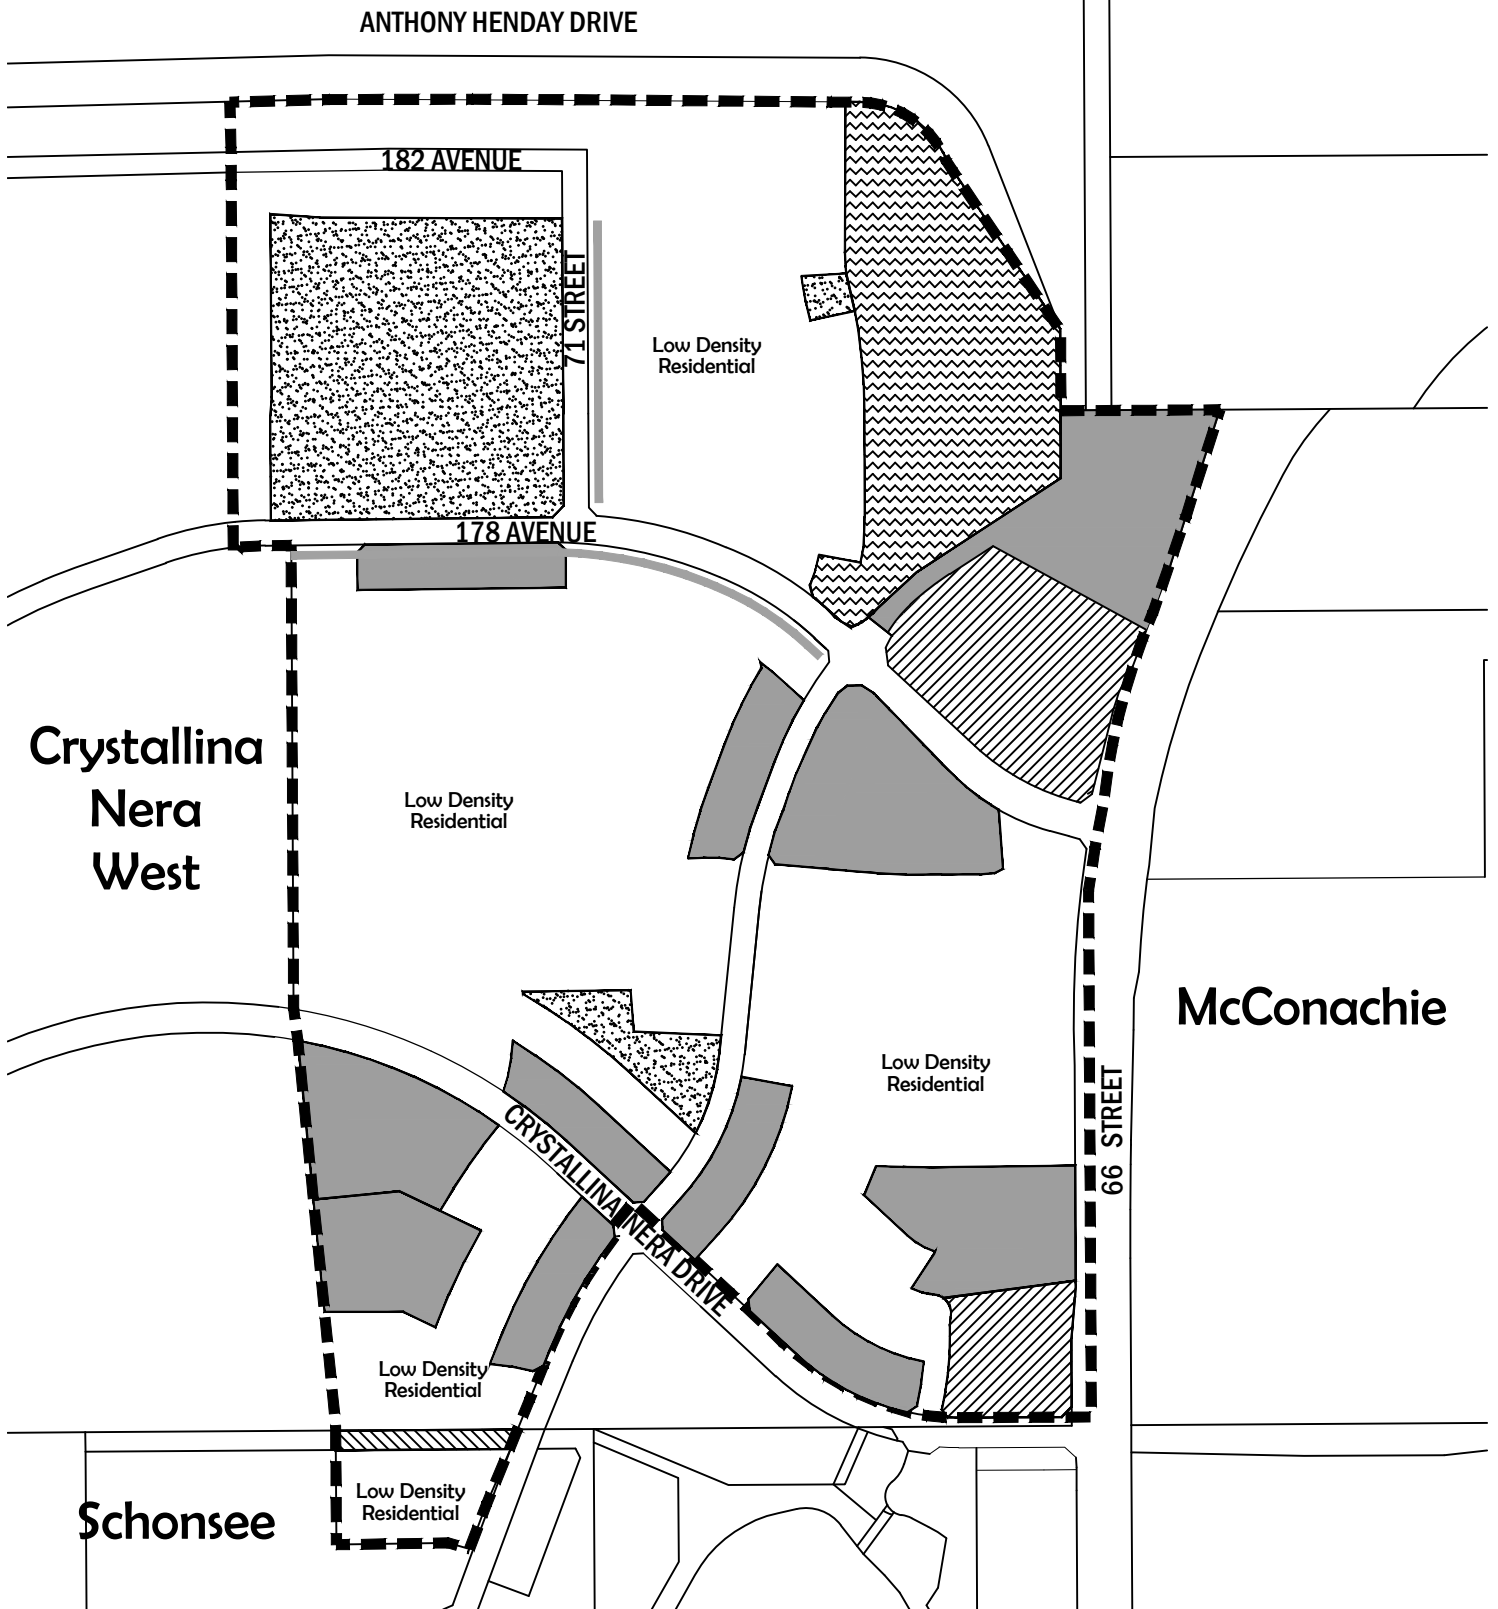 ANTHONY HENDAY DRIVE
182 AVENUE
71 STREET
Low Density
Residential
178 AVENUE
Crystallina
Nera
West
Low Density
Residential
McConachie
Low Density
Residential
66 STREET
CRYSTALLINA NERA DRIVE
Low Density
Residential
Low Density
Residential
Schonsee